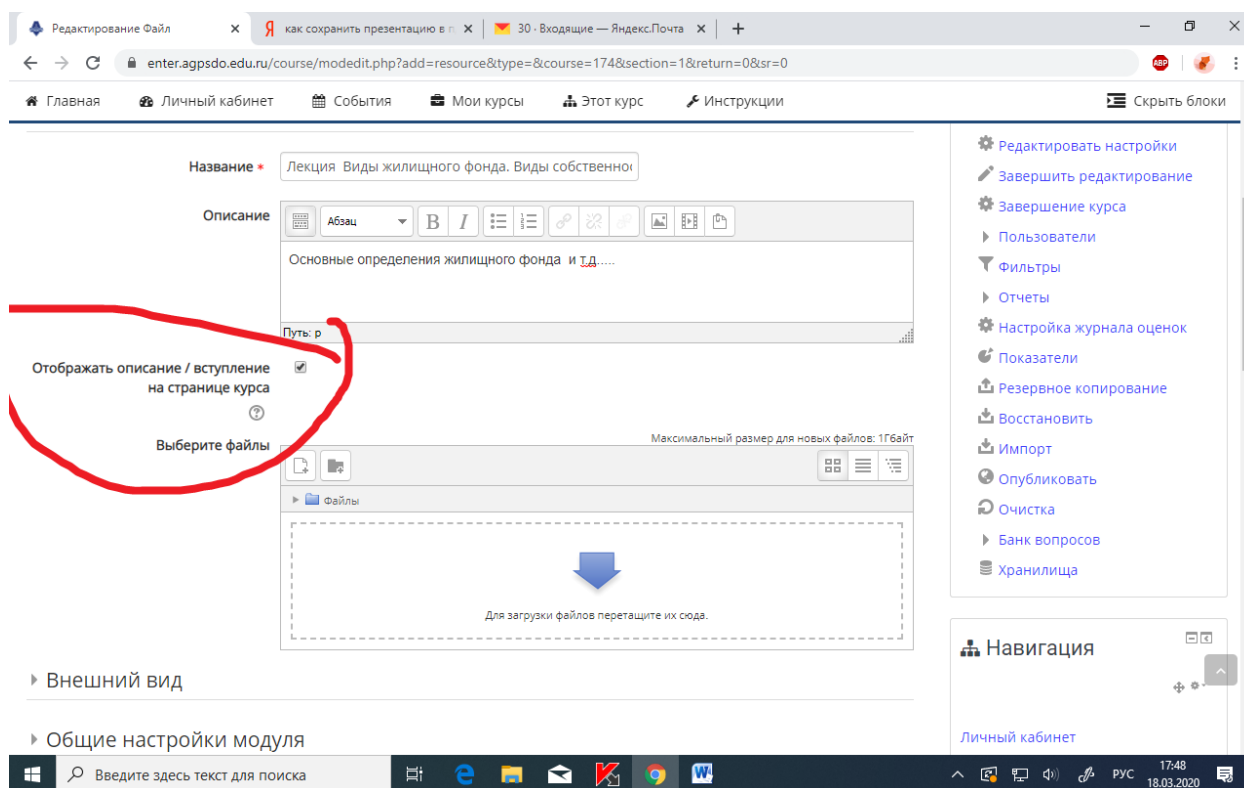 Редактирование Файл
как сохранить презентацию в п
30 · Входящие — Яндекс.Почта
enter.agpsdo.edu.ru/course/modedit.php?add=resource&type=&course=174&section=1&return=0&sr=0
ABP
Главная Личный кабинет События Мои курсы Этот курс Инструкции Скрыть блоки
Название
Лекция Виды жилищного фонда. Виды собственнос
Описание
Абзац B I
Основные определения жилищного фонда и т.д.....
Путь: p
Отображать описание / вступление
на странице курса
Выберите файлы
Максимальный размер для новых файлов: 1Гбайт
Файлы
Для загрузки файлов перетащите их сюда.
Внешний вид
Общие настройки модуля
Редактировать настройки
Завершить редактирование
Завершение курса
Пользователи
Фильтры
Отчеты
Настройка журнала оценок
Показатели
Резервное копирование
Восстановить
Импорт
Опубликовать
Очистка
Банк вопросов
Хранилища
Навигация
Личный кабинет
Введите здесь текст для поиска
РУС
17:48
18.03.2020